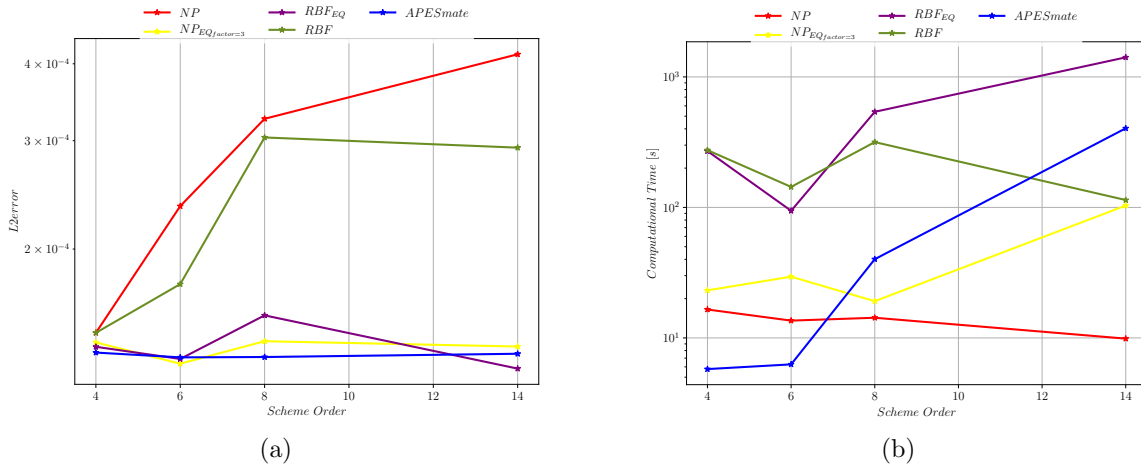 NP
RBF_EQ
APESmate
NP_EQ_factor=3
RBF
4 × 10^−4
3 × 10^−4
2 × 10^−4
L2error
4 6 8 10 12 14
Scheme Order
(a)
NP
RBF_EQ
APESmate
NP_EQ_factor=3
RBF
10^3
10^2
10^1
Computational Time [s]
4 6 8 10 12 14
Scheme Order
(b)